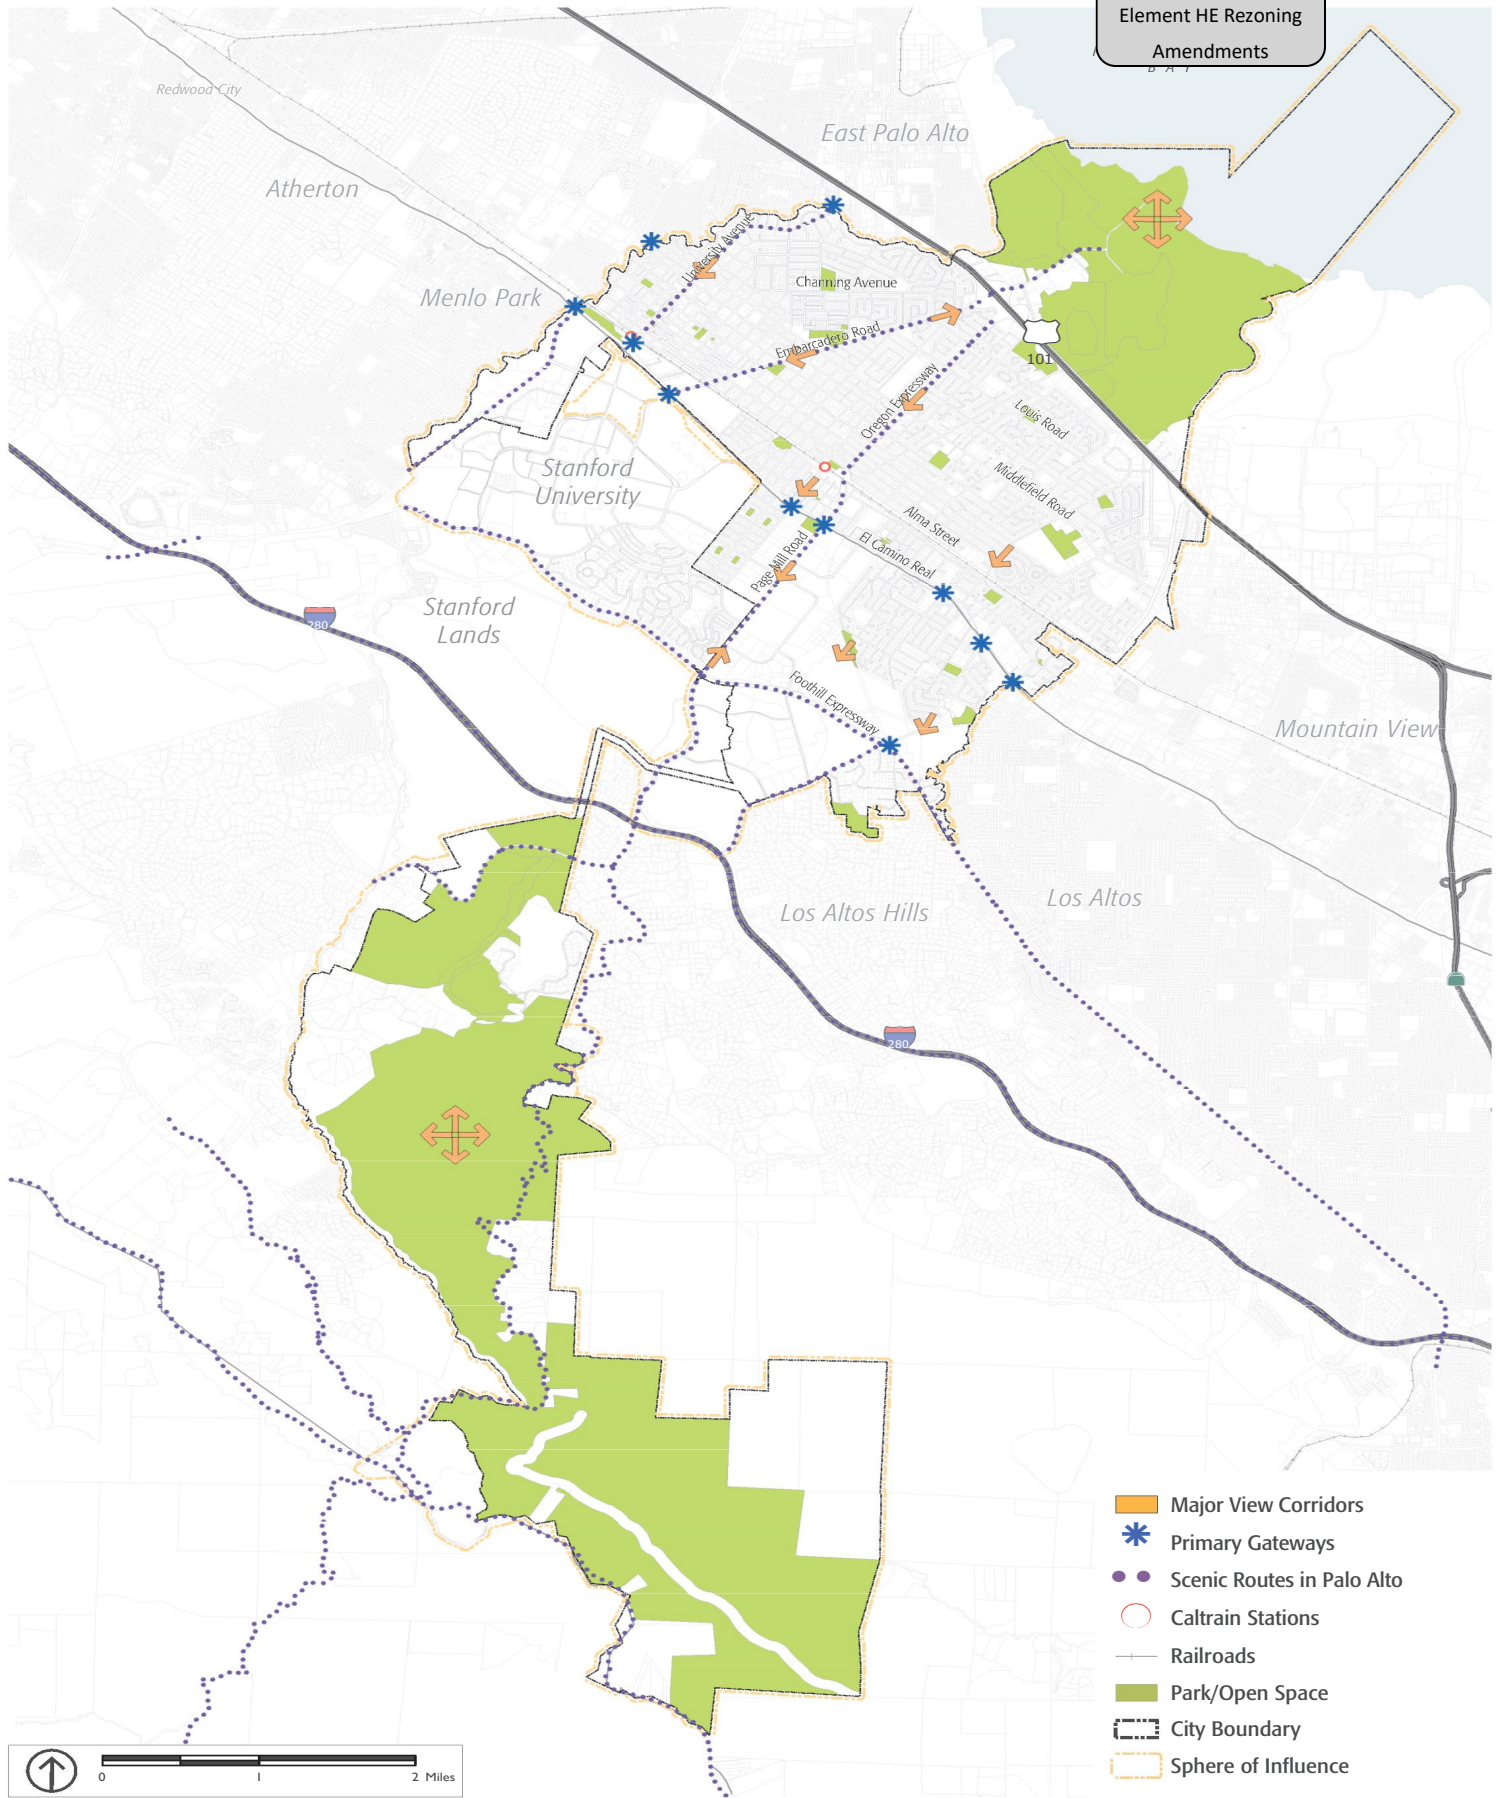 Element HE Rezoning
Amendments
BAY
Redwood City
East Palo Alto
Atherton
University Avenue
Channing Avenue
Menlo Park
Embarcadero Road
101
Oregon Expressway
Louis Road
Stanford
University
Middlefield Road
Alma Street
El Camino Real
Page Mill Road
Stanford
Lands
280
Foothill Expressway
Mountain View
Los Altos
Los Altos Hills
280
Major View Corridors
Primary Gateways
Scenic Routes in Palo Alto
Caltrain Stations
Railroads
Park/Open Space
City Boundary
Sphere of Influence
0 1 2 Miles